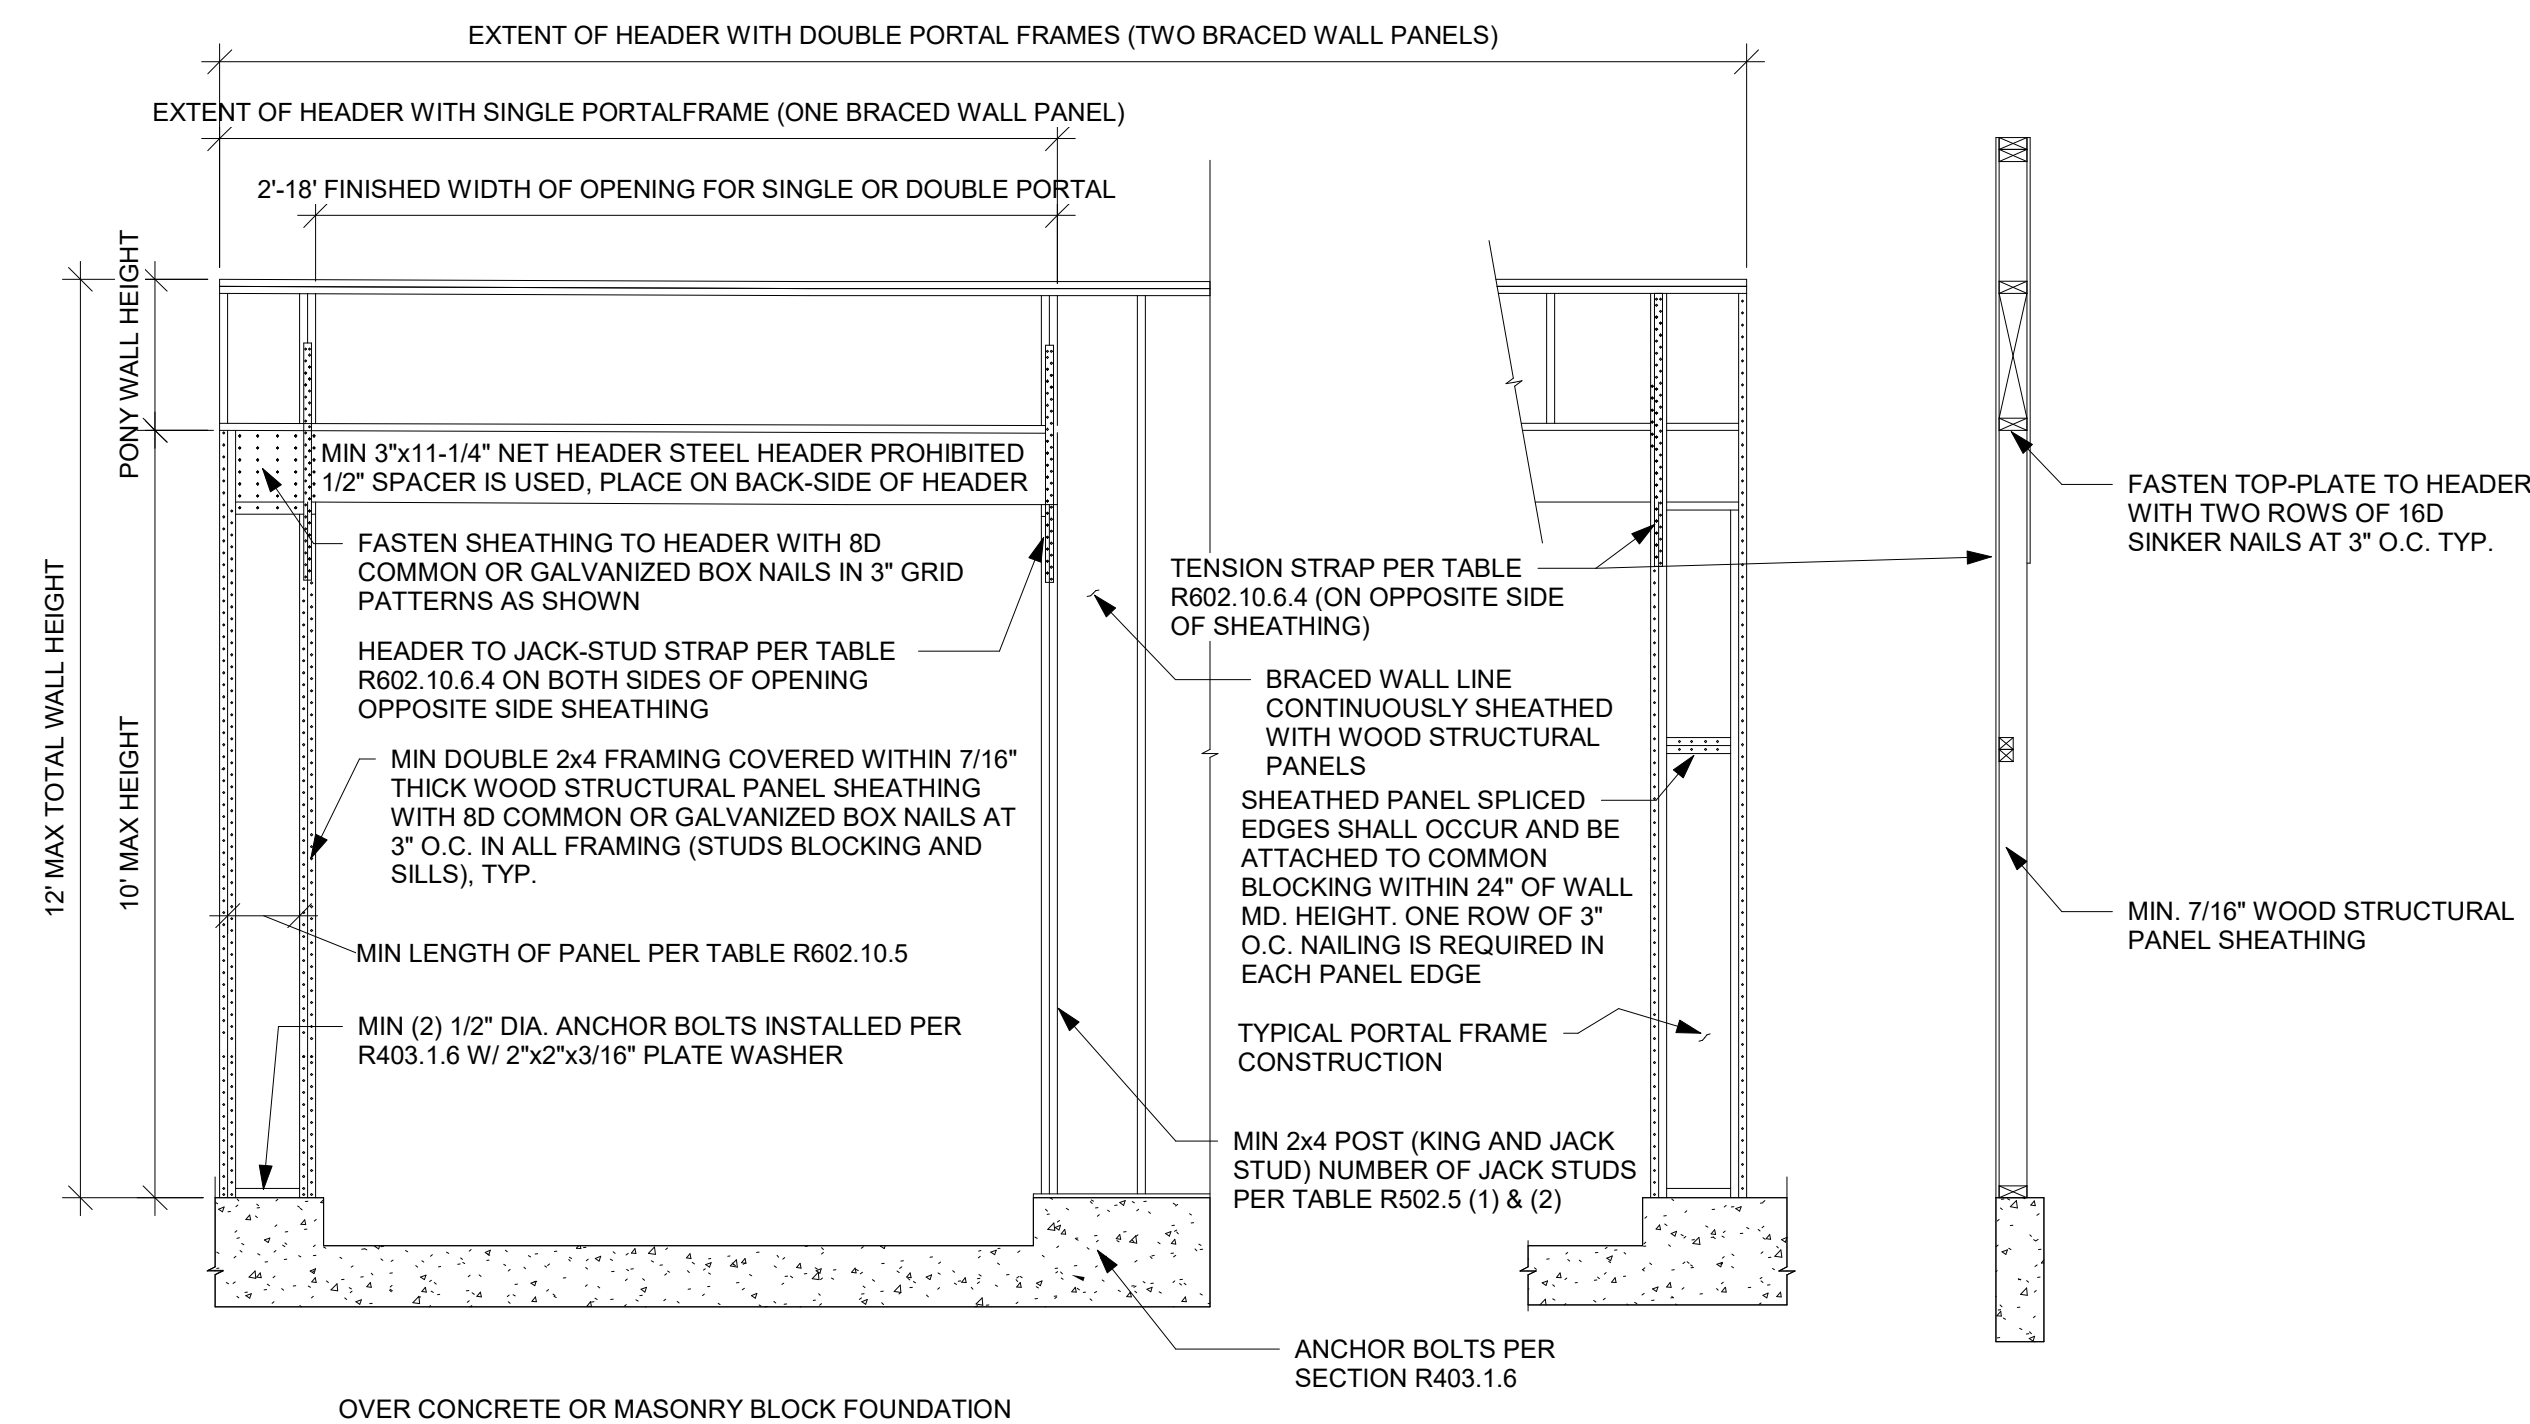 EXTENT OF HEADER WITH DOUBLE PORTAL FRAMES (TWO BRACED WALL PANELS)
EXTENT OF HEADER WITH SINGLE PORTALFRAME (ONE BRACED WALL PANEL)
2'-18' FINISHED WIDTH OF OPENING FOR SINGLE OR DOUBLE PORTAL
PONY WALL HEIGHT
12' MAX TOTAL WALL HEIGHT
10' MAX HEIGHT
MIN 3"x11-1/4" NET HEADER STEEL HEADER PROHIBITED
1/2" SPACER IS USED, PLACE ON BACK-SIDE OF HEADER
FASTEN SHEATHING TO HEADER WITH 8D
COMMON OR GALVANIZED BOX NAILS IN 3" GRID
PATTERNS AS SHOWN
HEADER TO JACK-STUD STRAP PER TABLE
R602.10.6.4 ON BOTH SIDES OF OPENING
OPPOSITE SIDE SHEATHING
MIN DOUBLE 2x4 FRAMING COVERED WITHIN 7/16"
THICK WOOD STRUCTURAL PANEL SHEATHING
WITH 8D COMMON OR GALVANIZED BOX NAILS AT
3" O.C. IN ALL FRAMING (STUDS BLOCKING AND
SILLS), TYP.
MIN LENGTH OF PANEL PER TABLE R602.10.5
MIN (2) 1/2" DIA. ANCHOR BOLTS INSTALLED PER
R403.1.6 W/ 2"x2"x3/16" PLATE WASHER
TENSION STRAP PER TABLE
R602.10.6.4 (ON OPPOSITE SIDE
OF SHEATHING)
BRACED WALL LINE
CONTINUOUSLY SHEATHED
WITH WOOD STRUCTURAL
PANELS
SHEATHED PANEL SPLICED
EDGES SHALL OCCUR AND BE
ATTACHED TO COMMON
BLOCKING WITHIN 24" OF WALL
MD. HEIGHT. ONE ROW OF 3"
O.C. NAILING IS REQUIRED IN
EACH PANEL EDGE
TYPICAL PORTAL FRAME
CONSTRUCTION
MIN 2x4 POST (KING AND JACK
STUD) NUMBER OF JACK STUDS
PER TABLE R502.5 (1) & (2)
ANCHOR BOLTS PER
SECTION R403.1.6
FASTEN TOP-PLATE TO HEADER
WITH TWO ROWS OF 16D
SINKER NAILS AT 3" O.C. TYP.
MIN. 7/16" WOOD STRUCTURAL
PANEL SHEATHING
OVER CONCRETE OR MASONRY BLOCK FOUNDATION